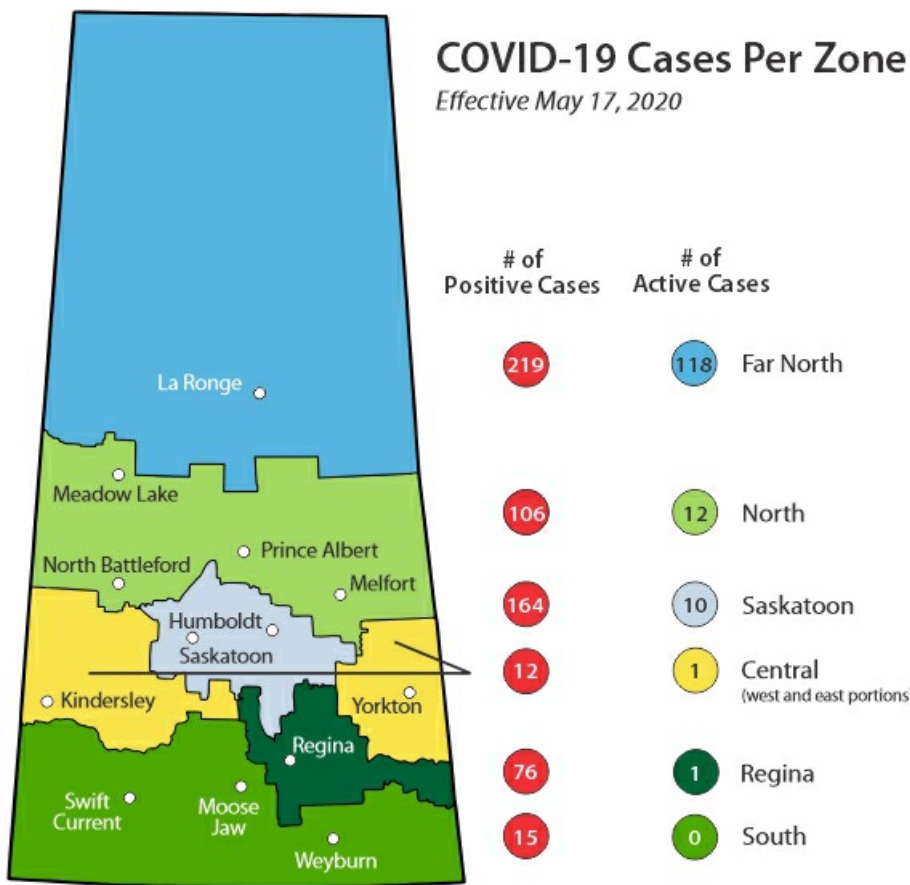 COVID-19 Cases Per Zone
Effective May 17, 2020
# of
Positive Cases
# of
Active Cases
219
118
Far North
106
12
North
164
10
Saskatoon
12
1
Central
(west and east portions)
76
1
Regina
15
0
South
La Ronge
Meadow Lake
Prince Albert
North Battleford
Melfort
Humboldt
Saskatoon
Kindersley
Yorkton
Regina
Swift
Current
Moose
Jaw
Weyburn